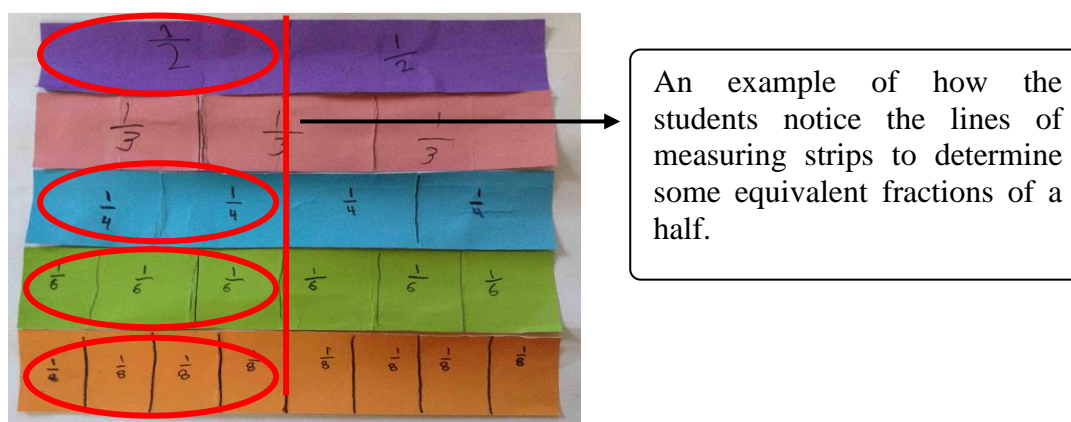 1/2 1/2
1/3 1/3 1/3
1/4 1/4 1/4 1/4
1/6 1/6 1/6 1/6 1/6 1/6
1/8 1/8 1/8 1/8 1/8 1/8 1/8 1/8
An example of how the
students notice the lines of
measuring strips to determine
some equivalent fractions of a
half.